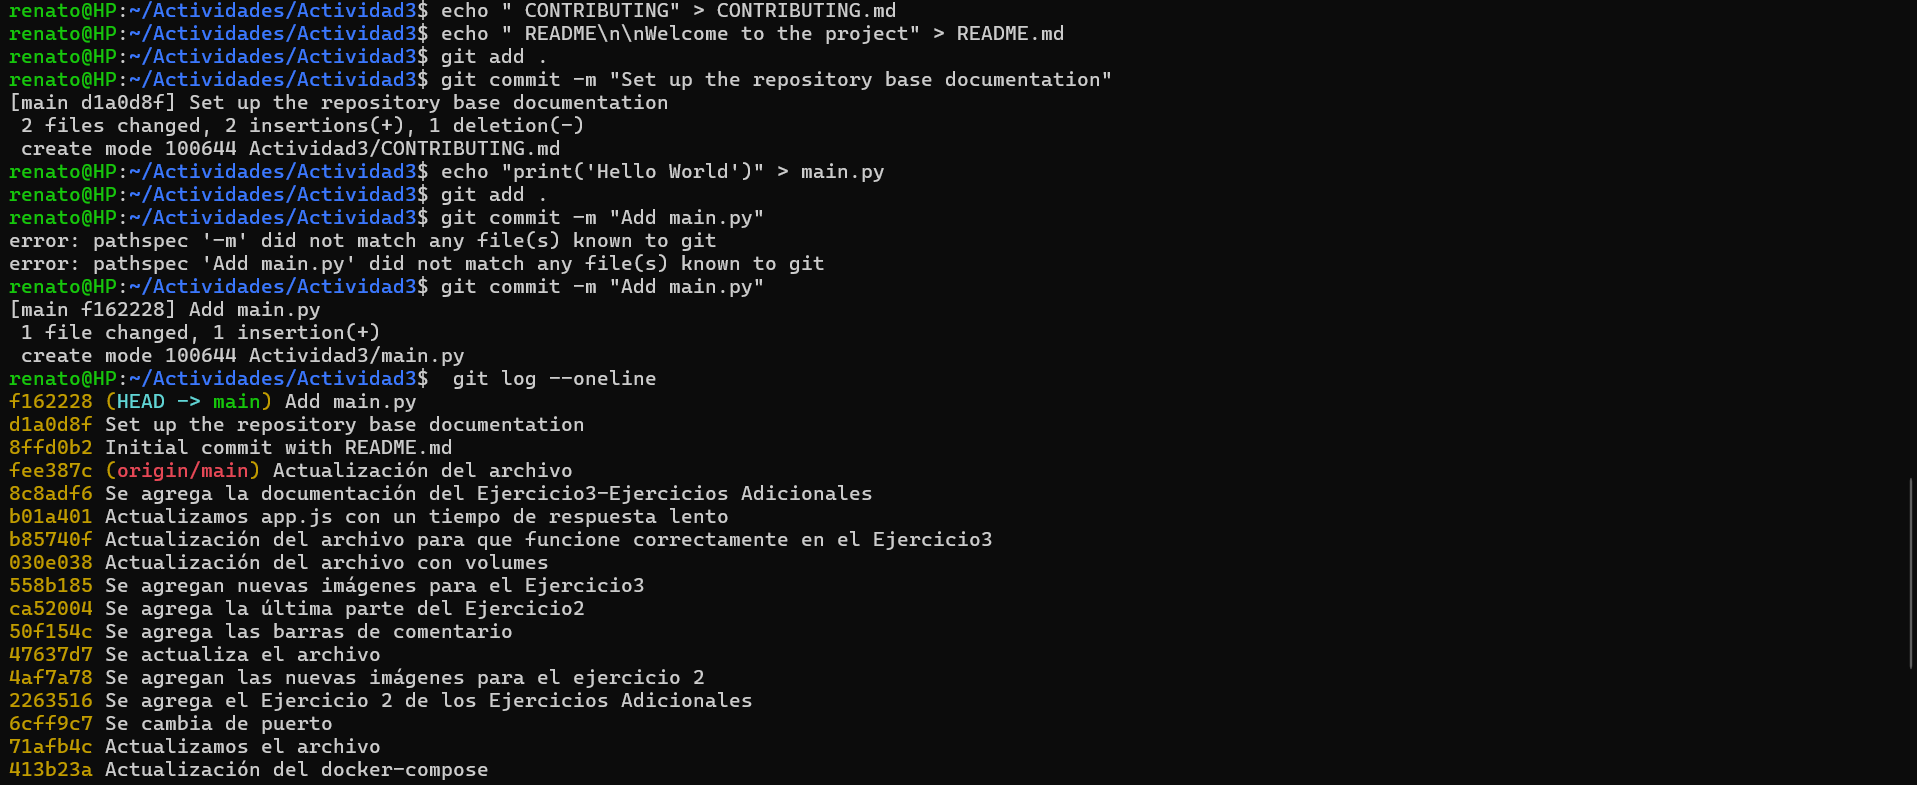 renato@HP:~/Actividades/Actividad3$ echo " CONTRIBUTING" > CONTRIBUTING.md
renato@HP:~/Actividades/Actividad3$ echo " README\n\nWelcome to the project" > README.md
renato@HP:~/Actividades/Actividad3$ git add .
renato@HP:~/Actividades/Actividad3$ git commit -m "Set up the repository base documentation"
[main d1a0d8f] Set up the repository base documentation
 2 files changed, 2 insertions(+), 1 deletion(-)
 create mode 100644 Actividad3/CONTRIBUTING.md
renato@HP:~/Actividades/Actividad3$ echo "print('Hello World')" > main.py
renato@HP:~/Actividades/Actividad3$ git add .
renato@HP:~/Actividades/Actividad3$ git commit −m "Add main.py"
error: pathspec '−m' did not match any file(s) known to git
error: pathspec 'Add main.py' did not match any file(s) known to git
renato@HP:~/Actividades/Actividad3$ git commit -m "Add main.py"
[main f162228] Add main.py
 1 file changed, 1 insertion(+)
 create mode 100644 Actividad3/main.py
renato@HP:~/Actividades/Actividad3$  git log --oneline
f162228 (HEAD -> main) Add main.py
d1a0d8f Set up the repository base documentation
8ffd0b2 Initial commit with README.md
fee387c (origin/main) Actualización del archivo
8c8adf6 Se agrega la documentación del Ejercicio3-Ejercicios Adicionales
b01a401 Actualizamos app.js con un tiempo de respuesta lento
b85740f Actualización del archivo para que funcione correctamente en el Ejercicio3
030e038 Actualización del archivo con volumes
558b185 Se agregan nuevas imágenes para el Ejercicio3
ca52004 Se agrega la última parte del Ejercicio2
50f154c Se agrega las barras de comentario
47637d7 Se actualiza el archivo
4af7a78 Se agregan las nuevas imágenes para el ejercicio 2
2263516 Se agrega el Ejercicio 2 de los Ejercicios Adicionales
6cff9c7 Se cambia de puerto
71afb4c Actualizamos el archivo
413b23a Actualización del docker-compose